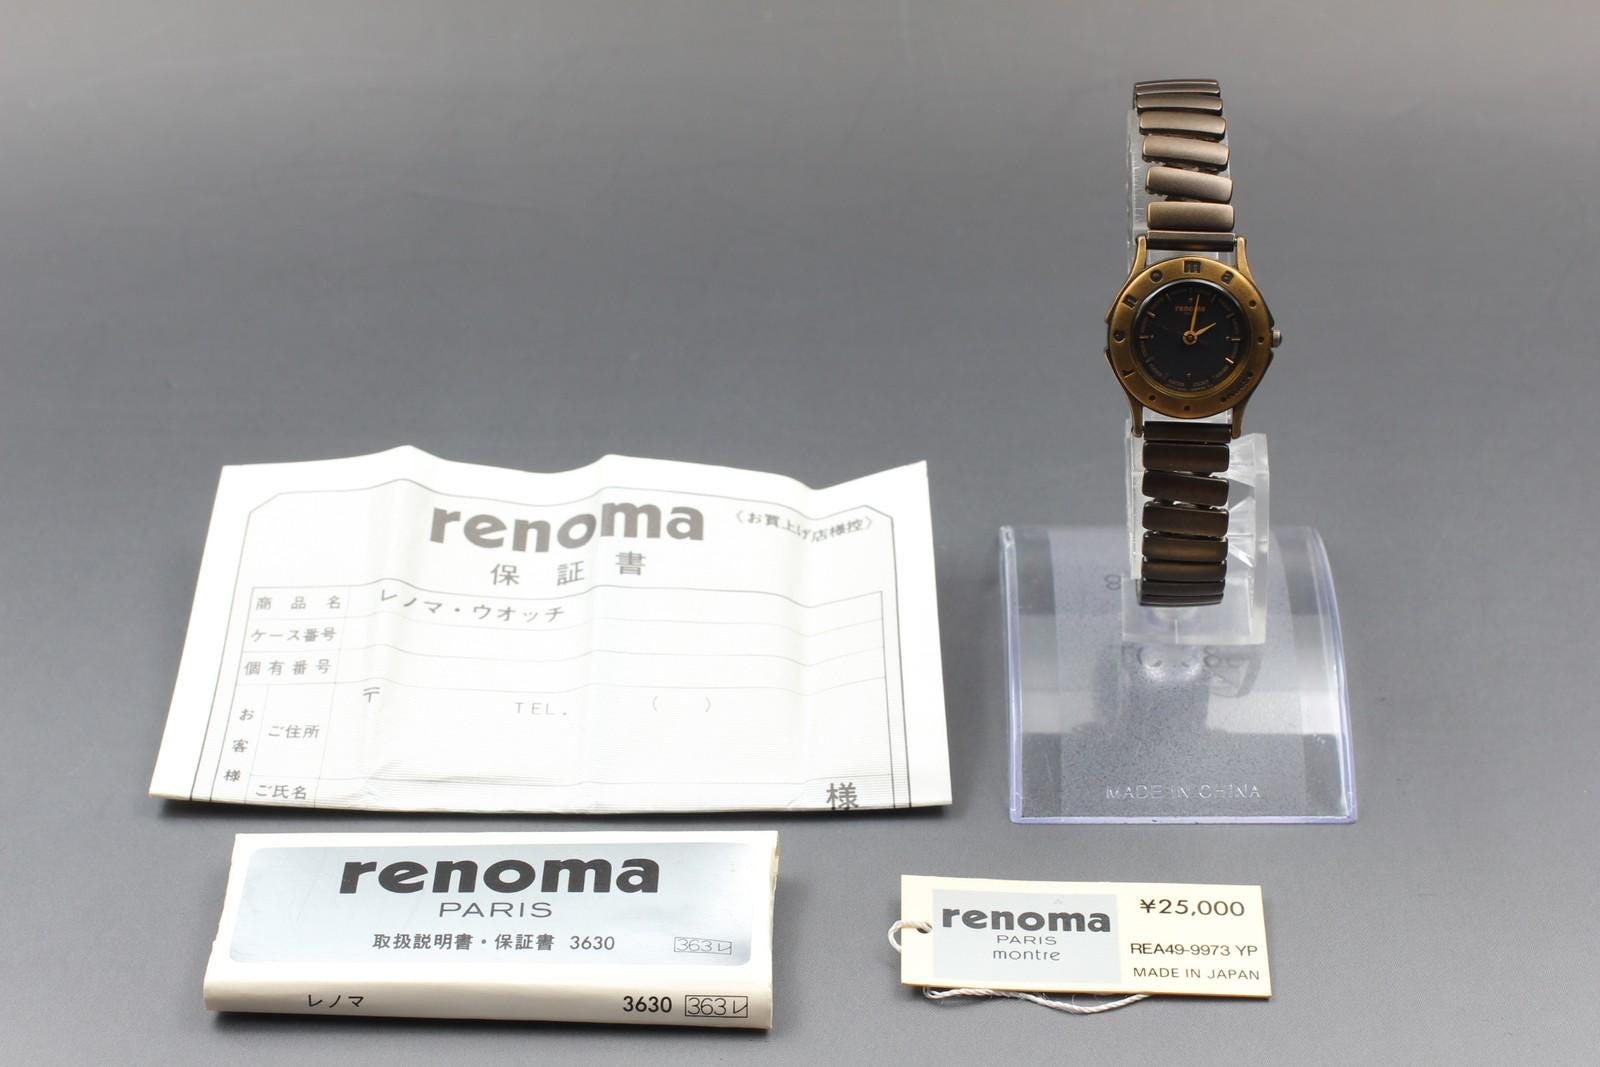 renoma
renoma
renoma
〈お買上げ店様控〉
保証書
商品名
レノマ・ウオッチ
ケース番号
個有番号
お客様
ご住所
〒
TEL. ( )
ご氏名
様
MADE IN CHINA
renoma
PARIS
取扱説明書・保証書 3630
363レ
レノマ
3630
363レ
renoma
PARIS
montre
¥25,000
REA49-9973 YP
MADE IN JAPAN